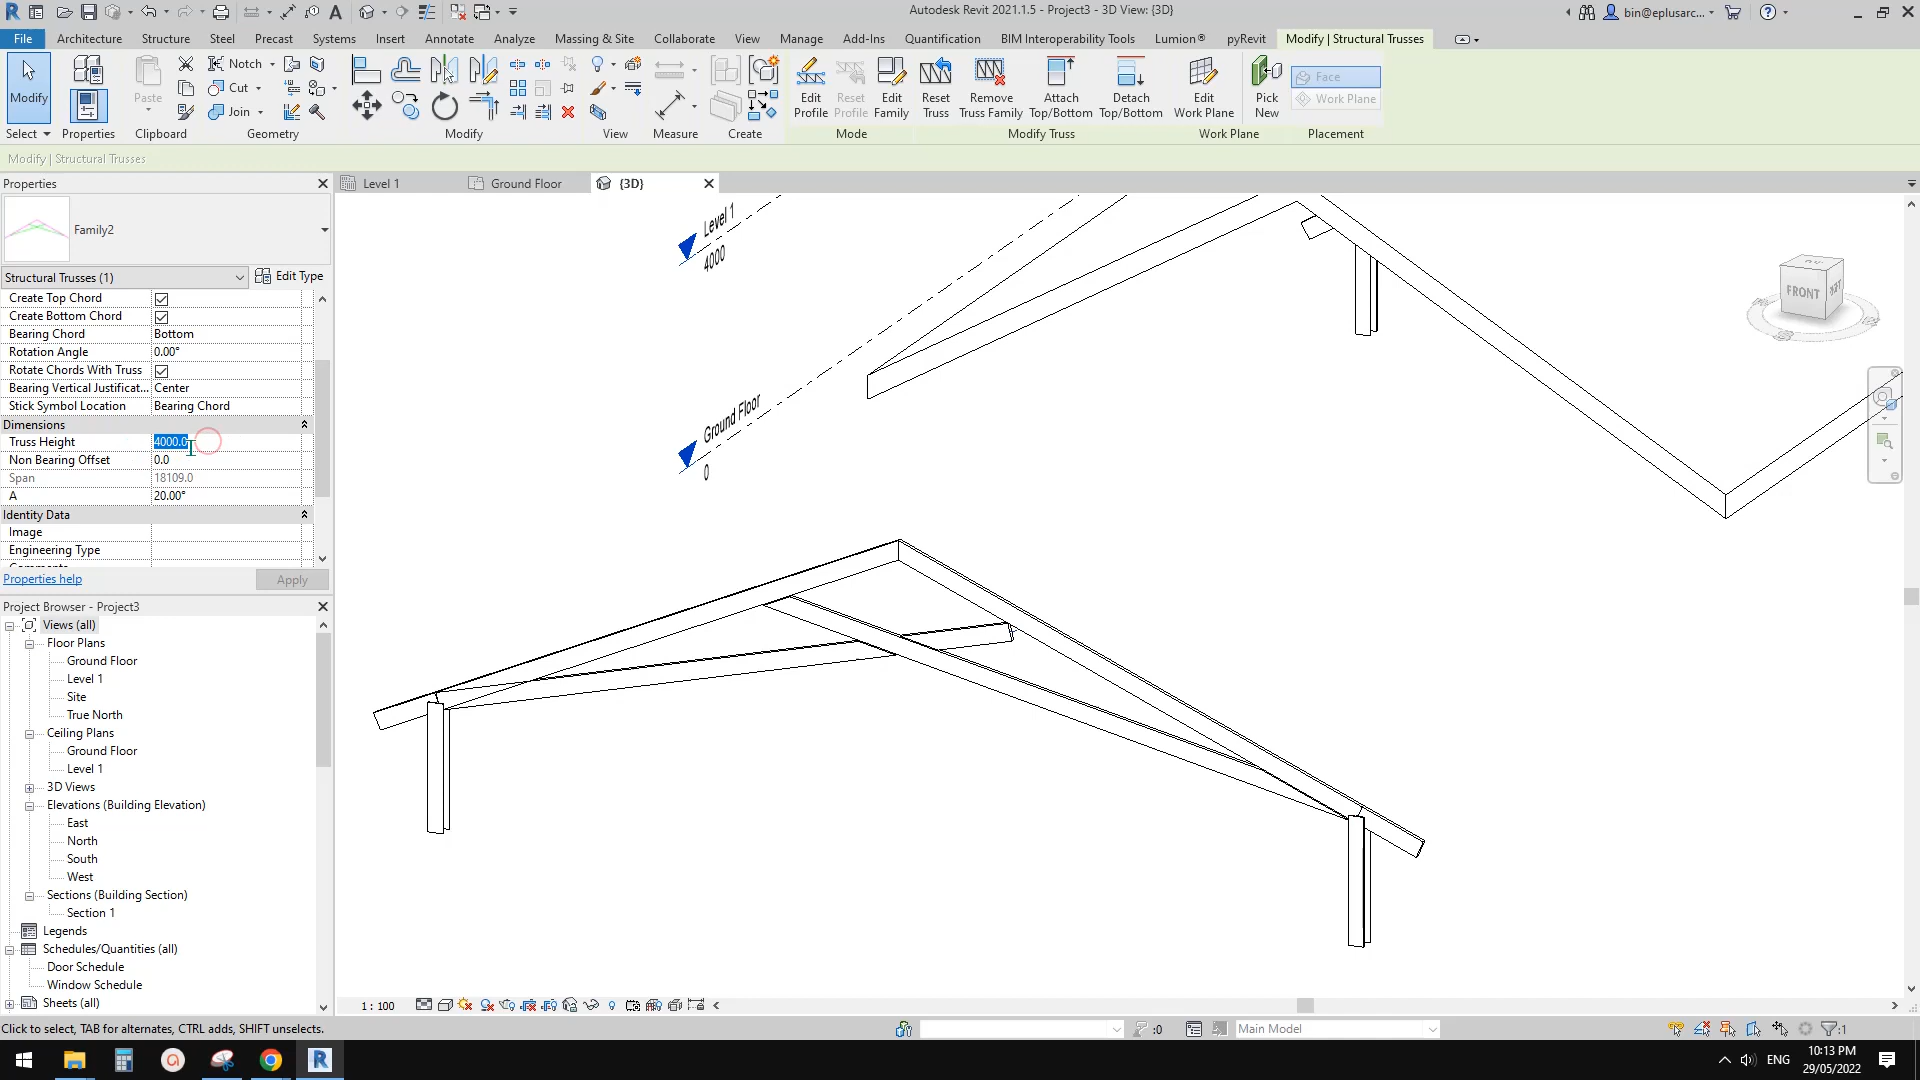 Autodesk Revit 2021.1.5 - Project3 - 3D View: {3D}
bin@eplusarc...
File Architecture Structure Steel Precast Systems Insert Annotate Analyze Massing & Site Collaborate View Manage Add-Ins Quantification BIM Interoperability Tools Lumion® pyRevit Modify | Structural Trusses
Modify
Paste
Notch
Cut
Join
Edit Profile
Reset Profile
Edit Family
Reset Truss
Remove Truss Family
Attach Top/Bottom
Detach Top/Bottom
Edit Work Plane
Pick New
Face
Work Plane
Select Properties Clipboard Geometry Modify View Measure Create Mode Modify Truss Work Plane Placement
Modify | Structural Trusses
Properties
Level 1
Ground Floor
{3D}
Family2
Structural Trusses (1)
Edit Type
Create Top Chord
Create Bottom Chord
Bearing Chord Bottom
Rotation Angle 0.00°
Rotate Chords With Truss
Bearing Vertical Justificat... Center
Stick Symbol Location Bearing Chord
Dimensions
Truss Height 4000.0
Non Bearing Offset 0.0
Span 18109.0
A 20.00°
Identity Data
Image
Engineering Type
Properties help
Apply
Level 1
4000
Ground Floor
0
FRONT
Project Browser - Project3
Views (all)
Floor Plans
Ground Floor
Level 1
Site
True North
Ceiling Plans
Ground Floor
Level 1
3D Views
Elevations (Building Elevation)
East
North
South
West
Sections (Building Section)
Section 1
Legends
Schedules/Quantities (all)
Door Schedule
Window Schedule
Sheets (all)
1 : 100
Click to select, TAB for alternates, CTRL adds, SHIFT unselects.
:0
Main Model
:1
ENG
10:13 PM
29/05/2022